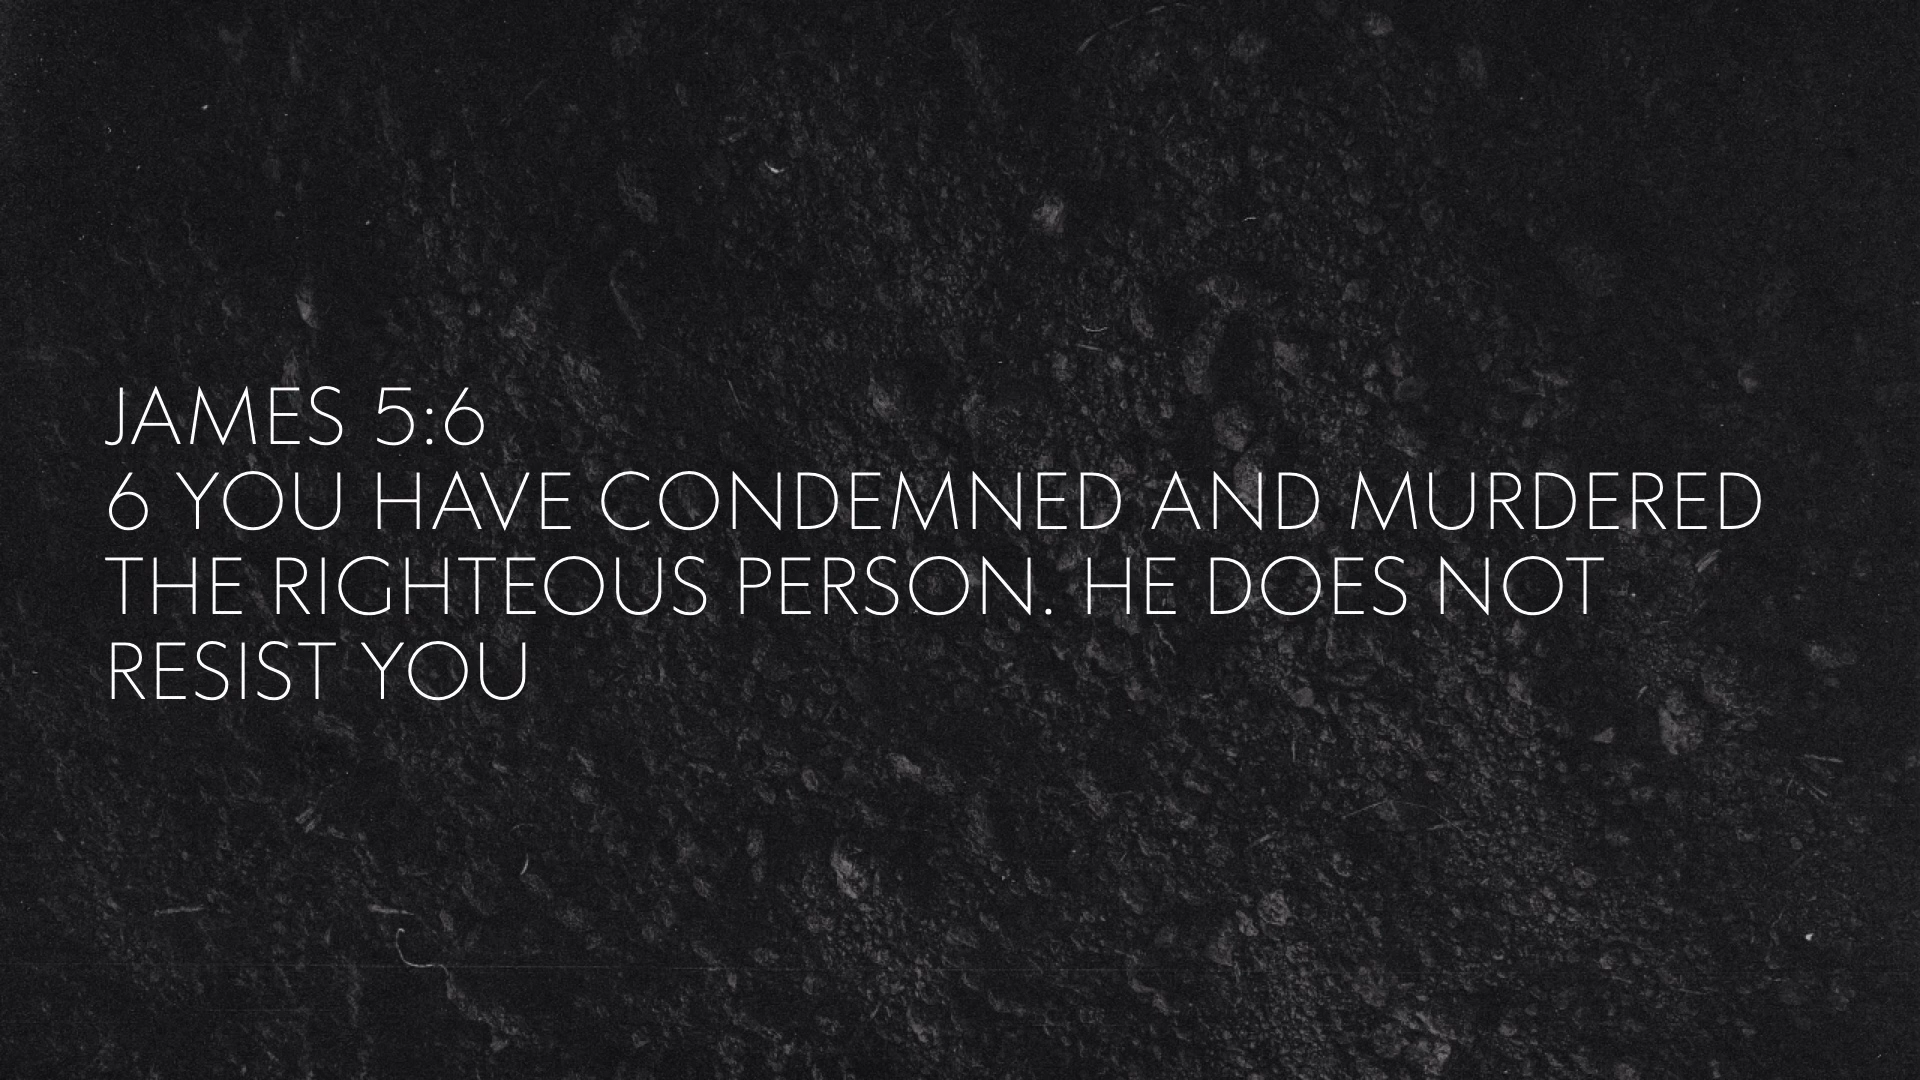 JAMES 5:6
6 YOU HAVE CONDEMNED AND MURDERED
THE RIGHTEOUS PERSON. HE DOES NOT
RESIST YOU